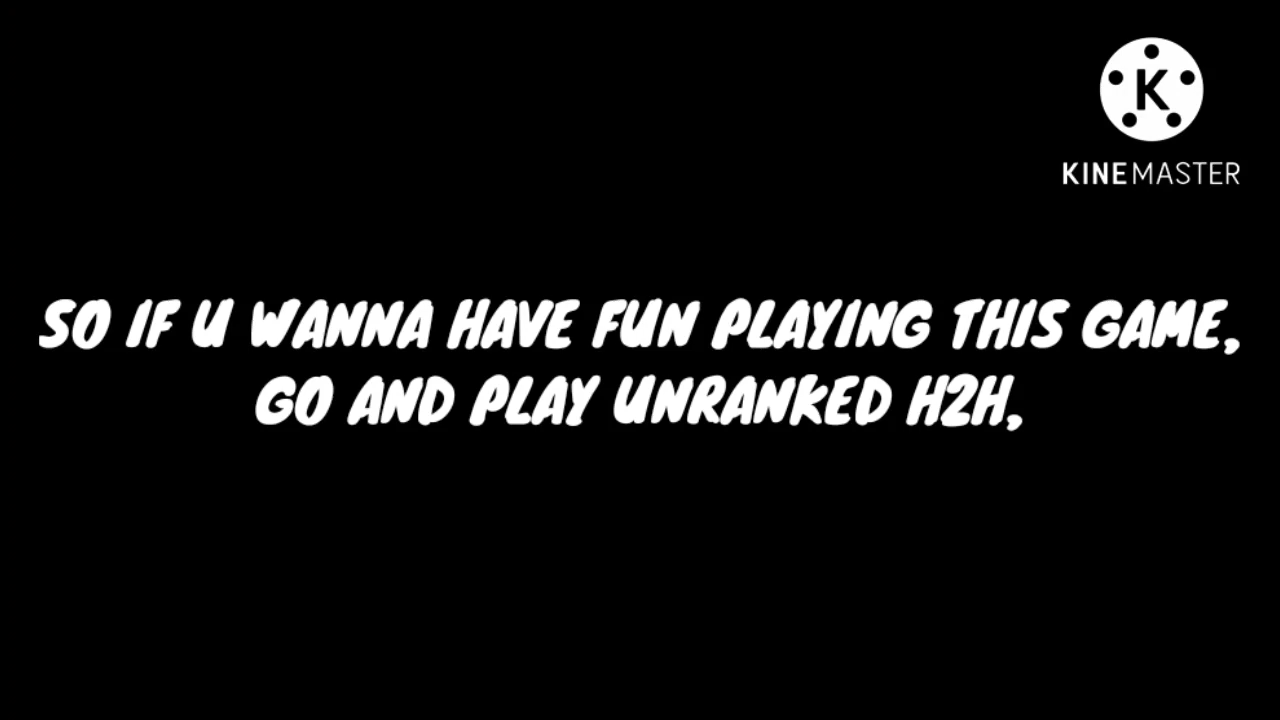 K
KINEMASTER
SO IF U WANNA HAVE FUN PLAYING THIS GAME,
GO AND PLAY UNRANKED H2H,